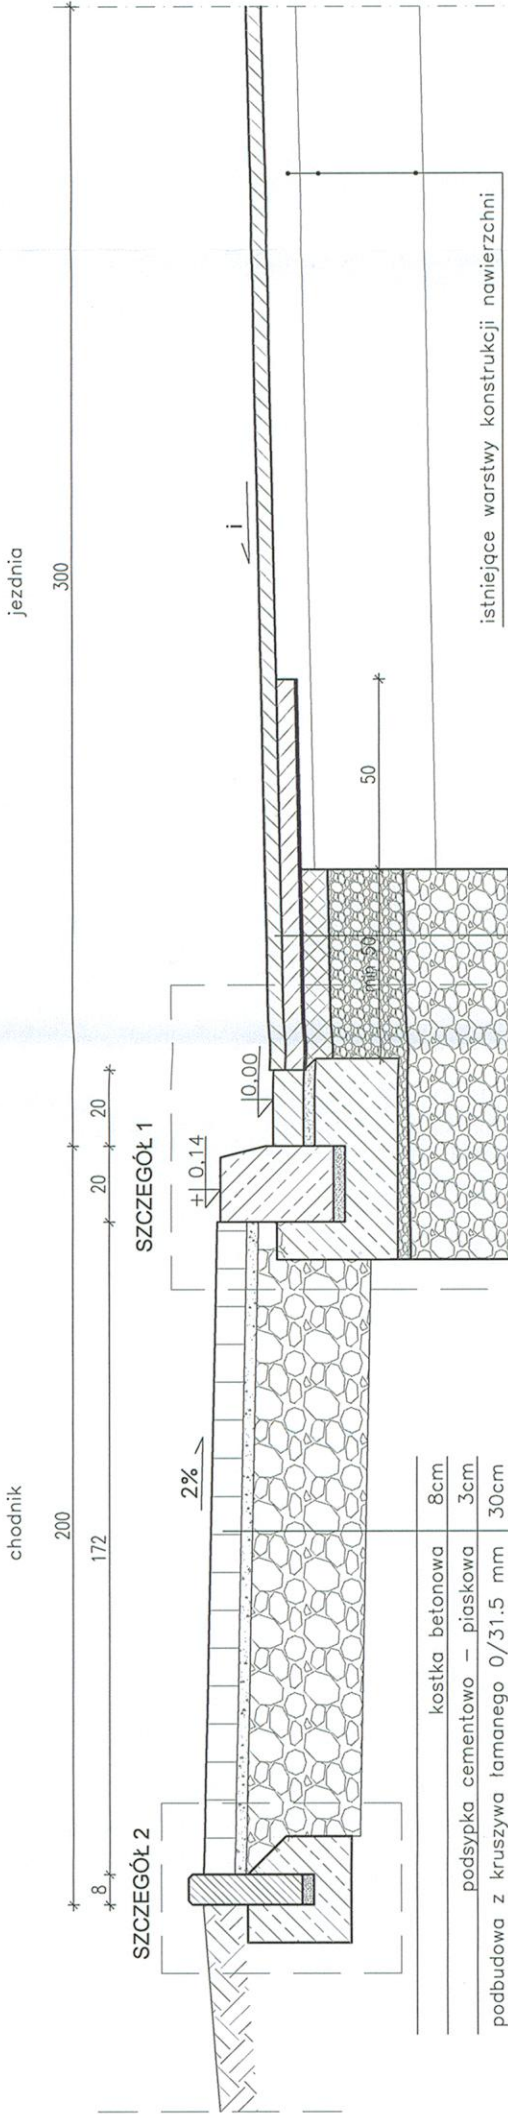 chodnik
jezdnia
200
300
172
20
20
8
SZCZEGÓŁ 2
SZCZEGÓŁ 1
2%
+ 0.14
0.00
i
min 50
50
kostka betonowa 8cm
podsypka cementowo – piaskowa 3cm
podbudowa z kruszywa łamanego 0/31.5 mm 30cm
istniejące warstwy konstrukcji nawierzchni